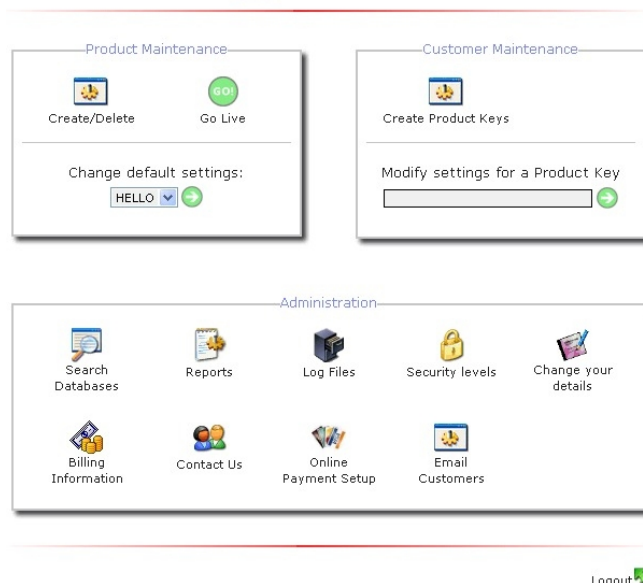 Product Maintenance
Customer Maintenance
GO!
Create/Delete
Go Live
Create Product Keys
Change default settings:
Modify settings for a Product Key
HELLO
Administration
Search
Databases
Reports
Log Files
Security levels
Change your
details
Billing
Information
Contact Us
Online
Payment Setup
Email
Customers
Logout